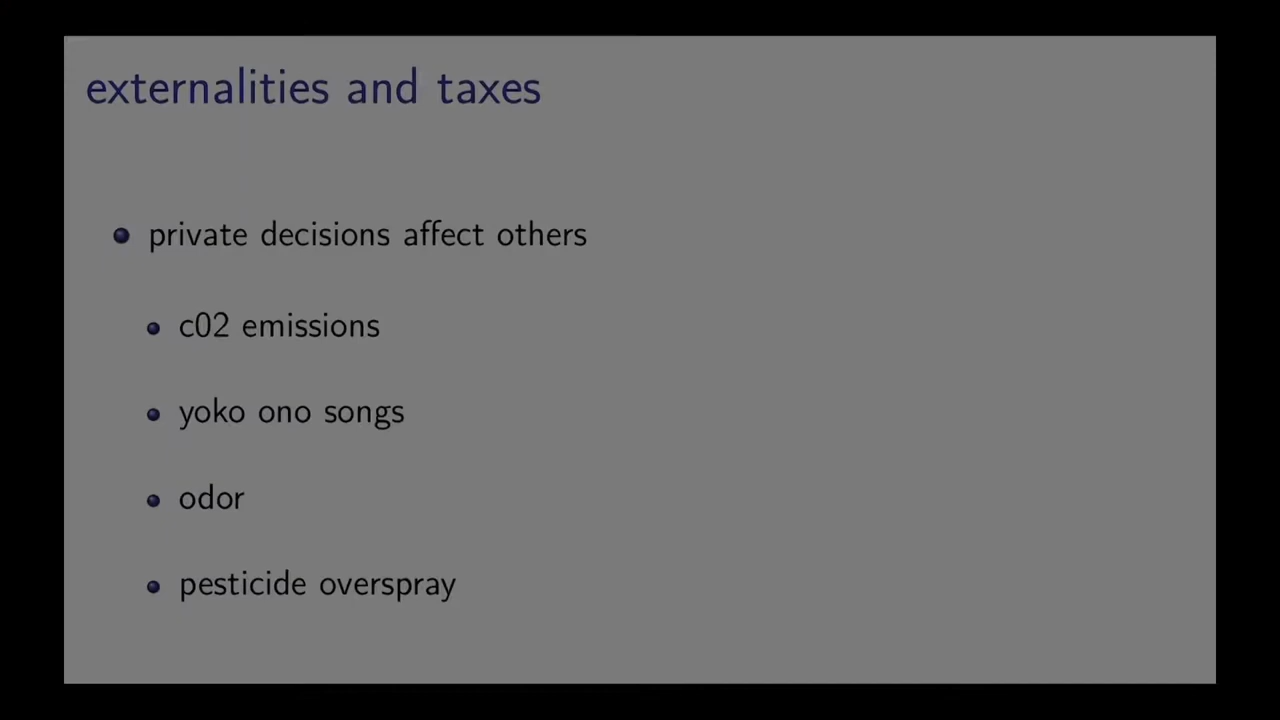 externalities and taxes
private decisions affect others
c02 emissions
yoko ono songs
odor
pesticide overspray